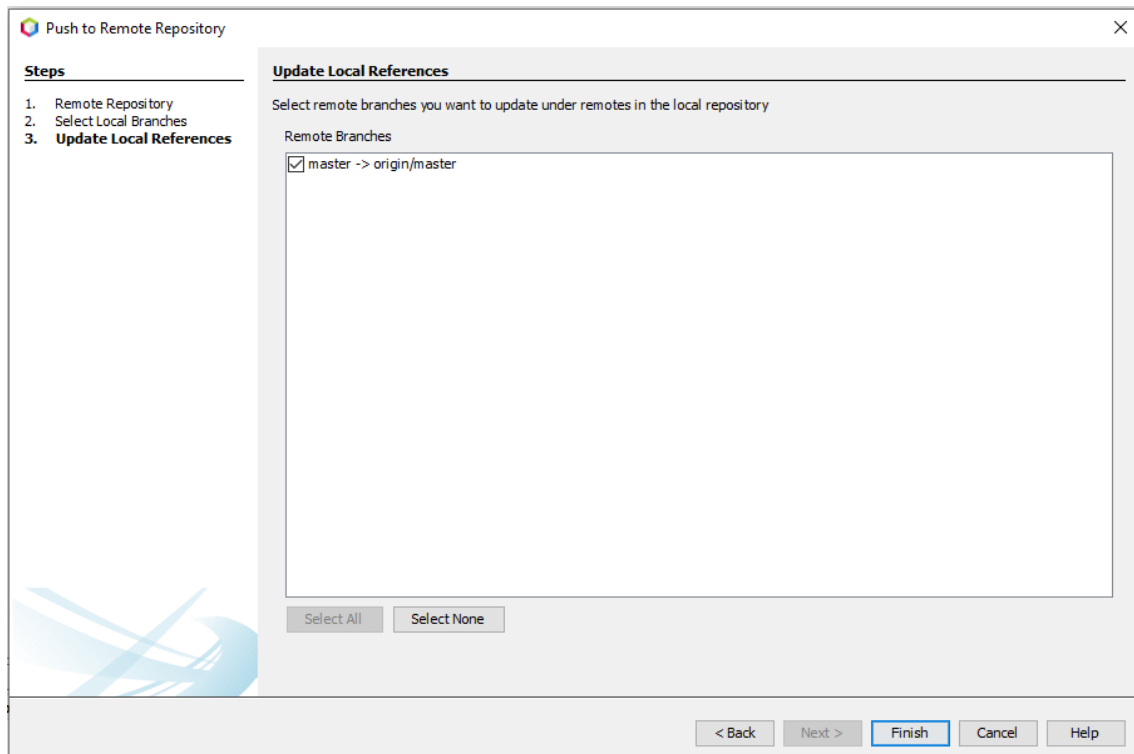 Push to Remote Repository
Steps
1. Remote Repository
2. Select Local Branches
3. Update Local References
Update Local References
Select remote branches you want to update under remotes in the local repository
Remote Branches
master -> origin/master
Select All
Select None
< Back
Next >
Finish
Cancel
Help